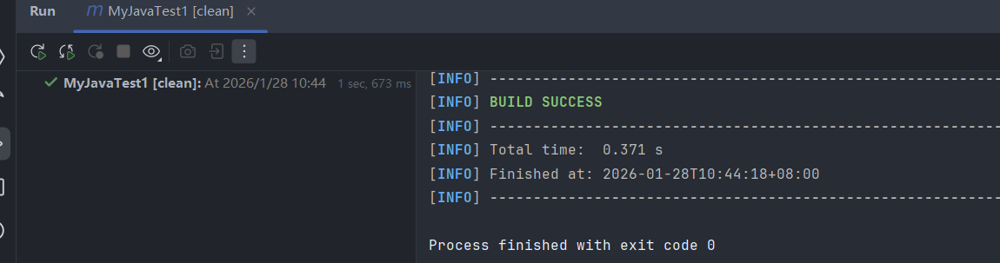 Run MyJavaTest1 [clean]
MyJavaTest1 [clean]: At 2026/1/28 10:44 1 sec, 673 ms
[INFO] ------------------------------------------------------------
[INFO] BUILD SUCCESS
[INFO] ------------------------------------------------------------
[INFO] Total time:  0.371 s
[INFO] Finished at: 2026-01-28T10:44:18+08:00
[INFO] ------------------------------------------------------------
Process finished with exit code 0